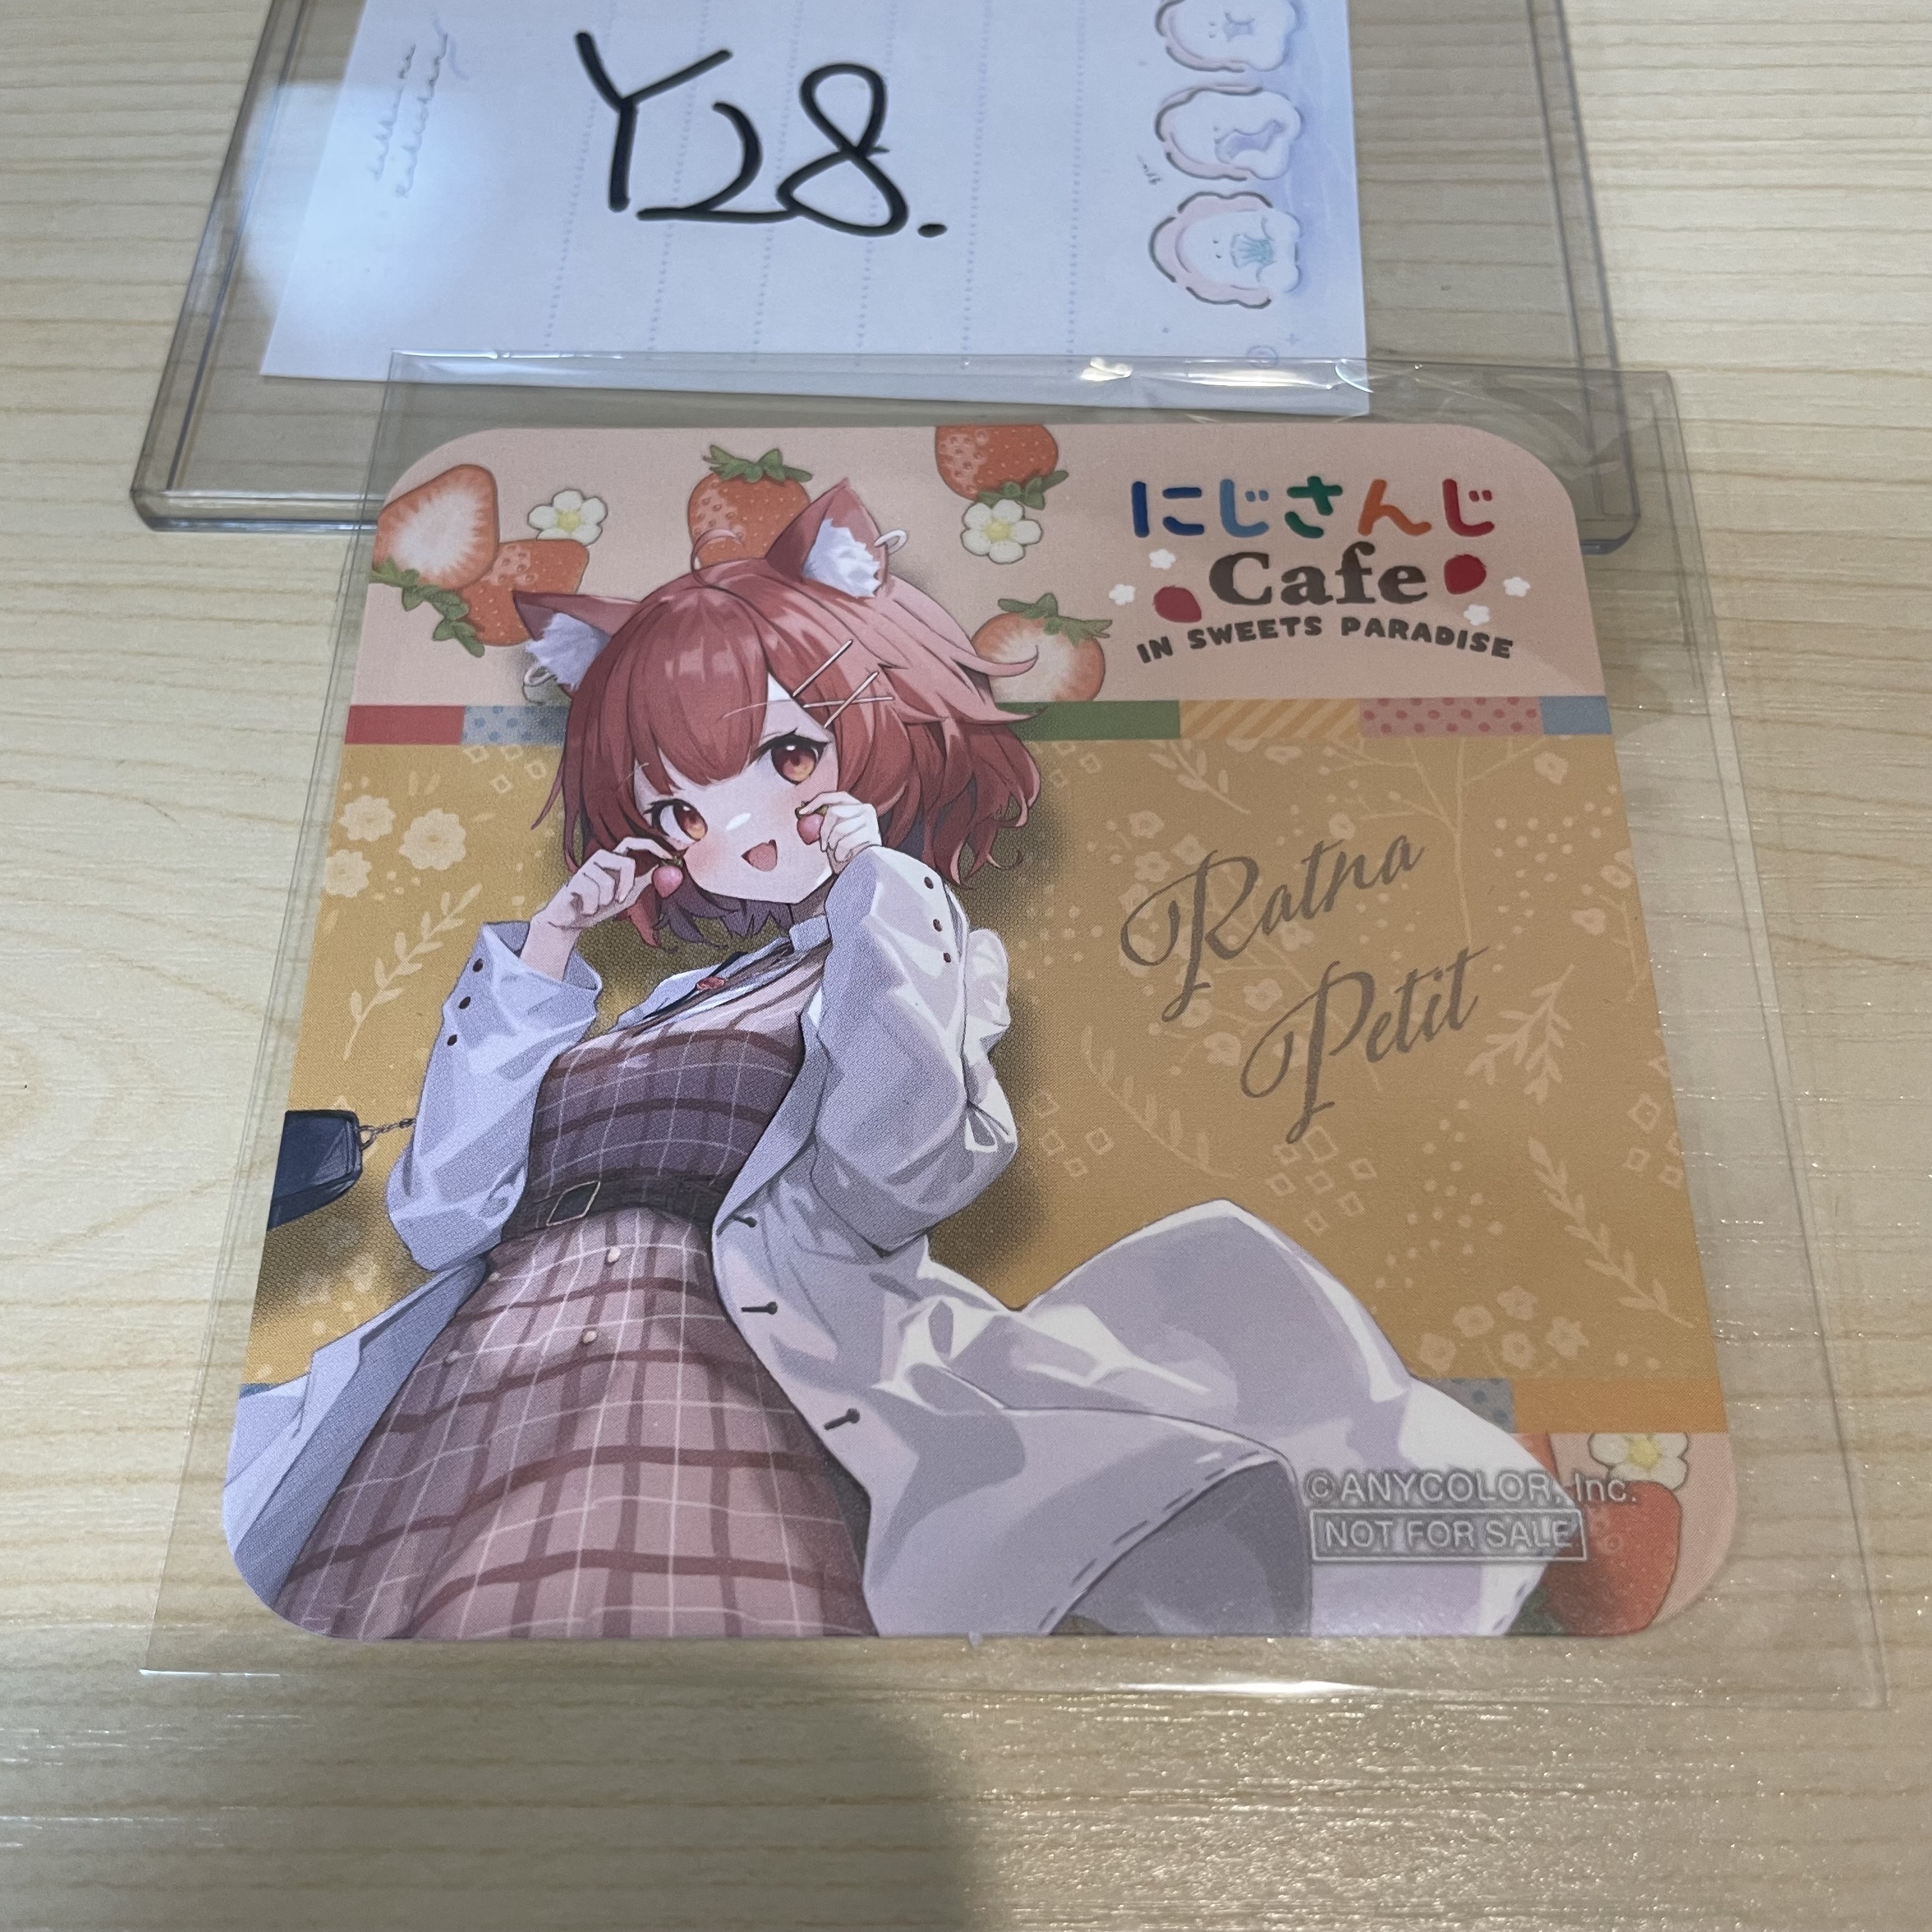 Y28.
にじさんじ
Cafe
IN SWEETS PARADISE
Ratna
Petit
©ANYCOLOR, Inc.
NOT FOR SALE